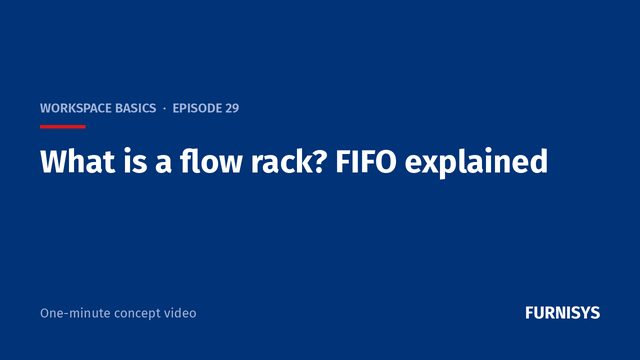 WORKSPACE BASICS · EPISODE 29
What is a flow rack? FIFO explained
One-minute concept video
FURNISYS